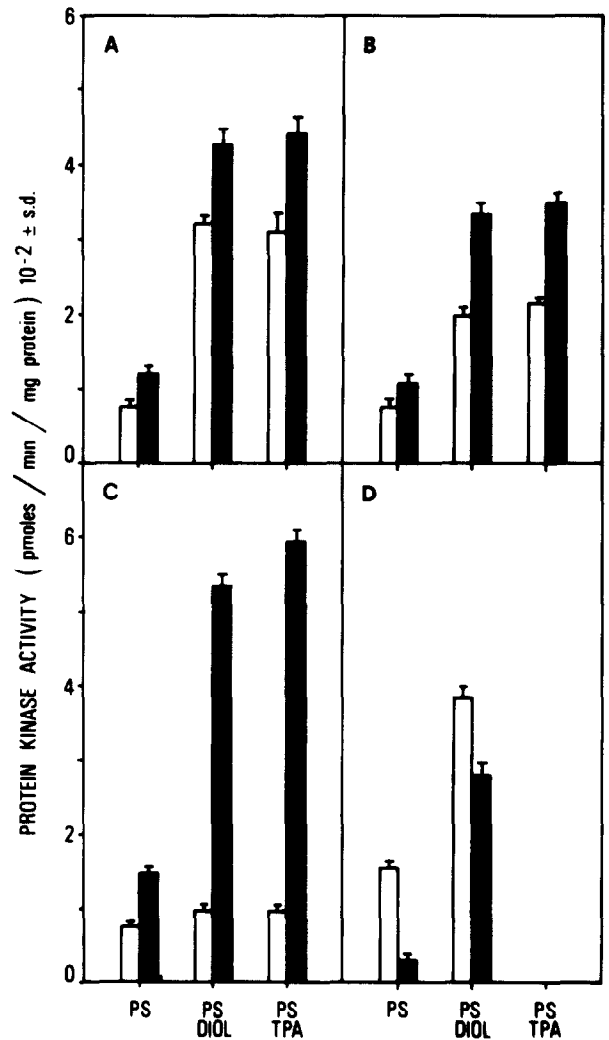 PROTEIN KINASE ACTIVITY ( pmoles / min / mg protein ) 10-2 ± s.d.
A
6
4
2
0
B
C
6
4
2
0
D
PS
PS
DIOL
PS
TPA
PS
PS
DIOL
PS
TPA